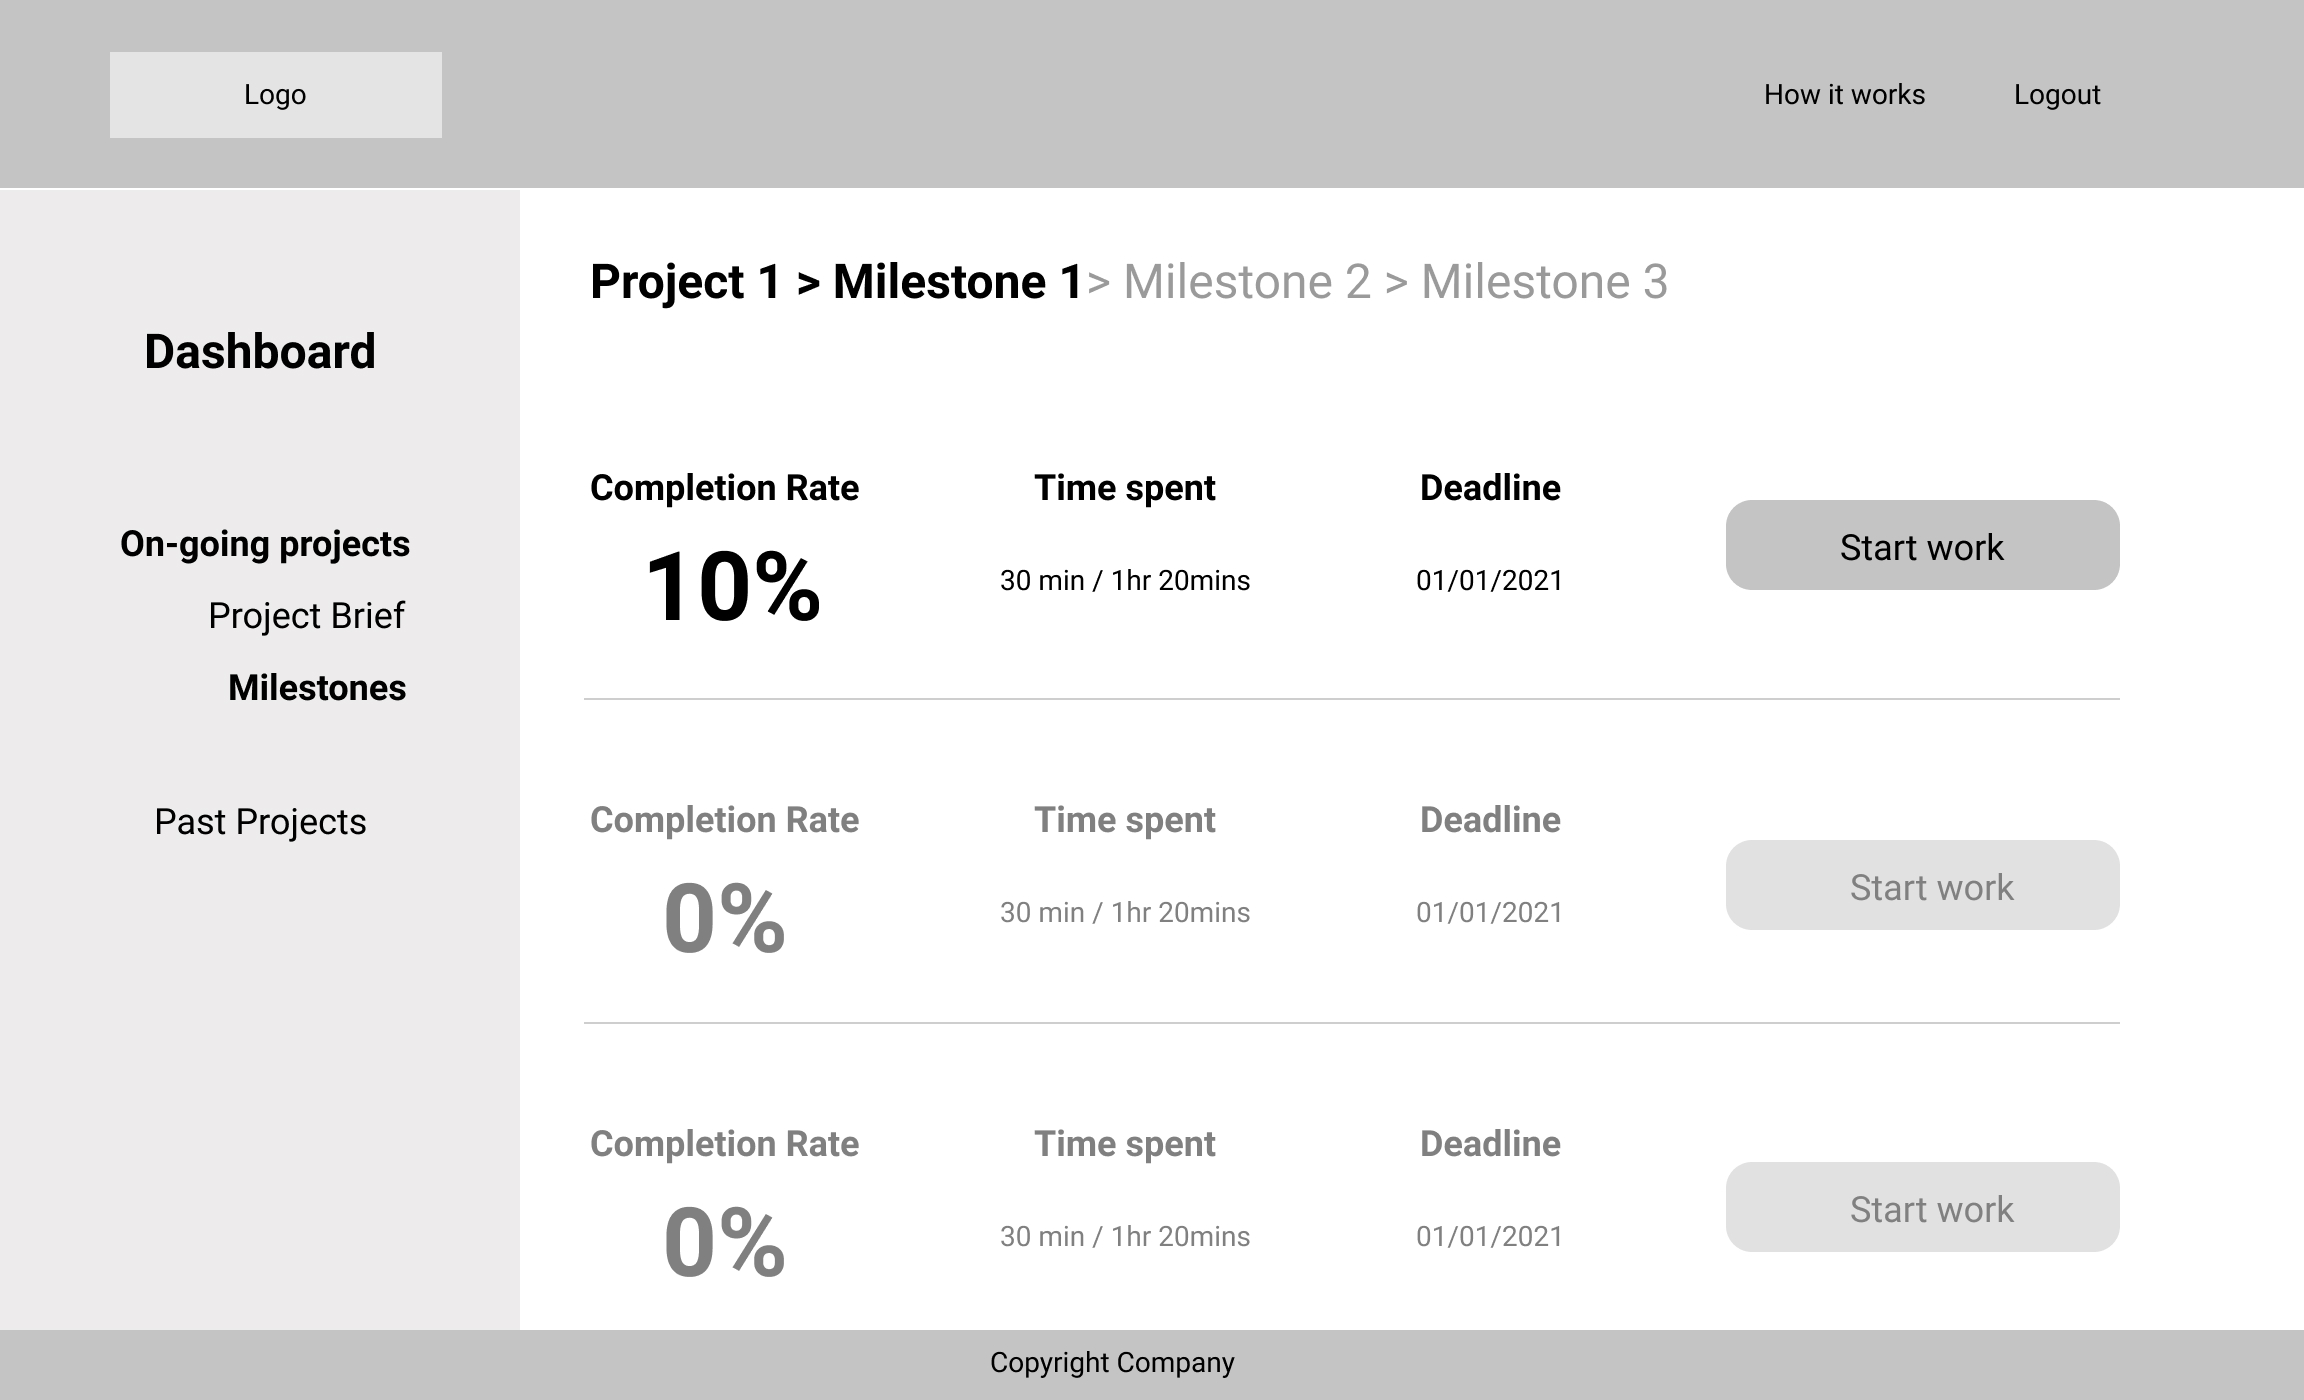 Logo
How it works
Logout
Dashboard
On-going projects
Project Brief
Milestones
Past Projects
Project 1 > Milestone 1> Milestone 2 > Milestone 3
Completion Rate
Time spent
Deadline
10%
30 min / 1hr 20mins
01/01/2021
Start work
Completion Rate
Time spent
Deadline
0%
30 min / 1hr 20mins
01/01/2021
Start work
Completion Rate
Time spent
Deadline
0%
30 min / 1hr 20mins
01/01/2021
Start work
Copyright Company